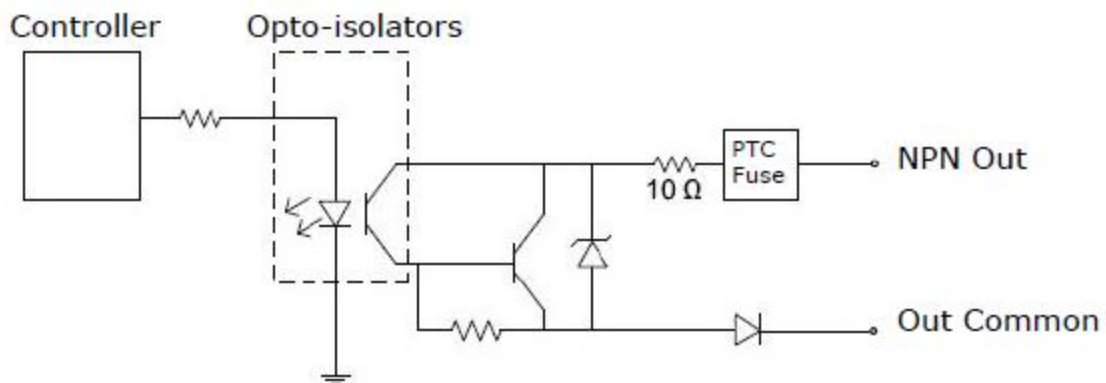 Controller
Opto-isolators
PTC
Fuse
NPN Out
10 Ω
Out Common